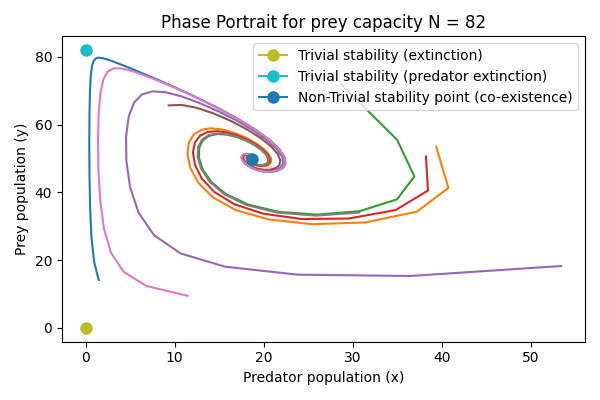 Phase Portrait for prey capacity N = 82
Trivial stability (extinction)
Trivial stability (predator extinction)
Non-Trivial stability point (co-existence)
Prey population (y)
80
60
40
20
0
0 10 20 30 40 50
Predator population (x)